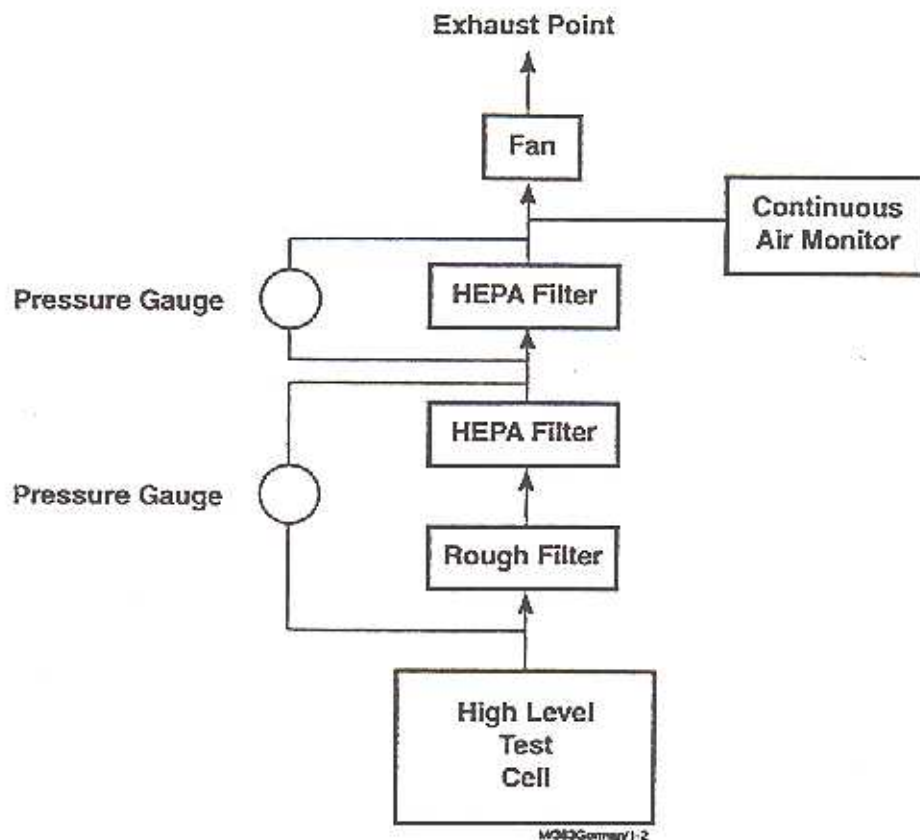 Exhaust Point
Fan
Continuous
Air Monitor
HEPA Filter
Pressure Gauge
HEPA Filter
Pressure Gauge
Rough Filter
High Level
Test
Cell